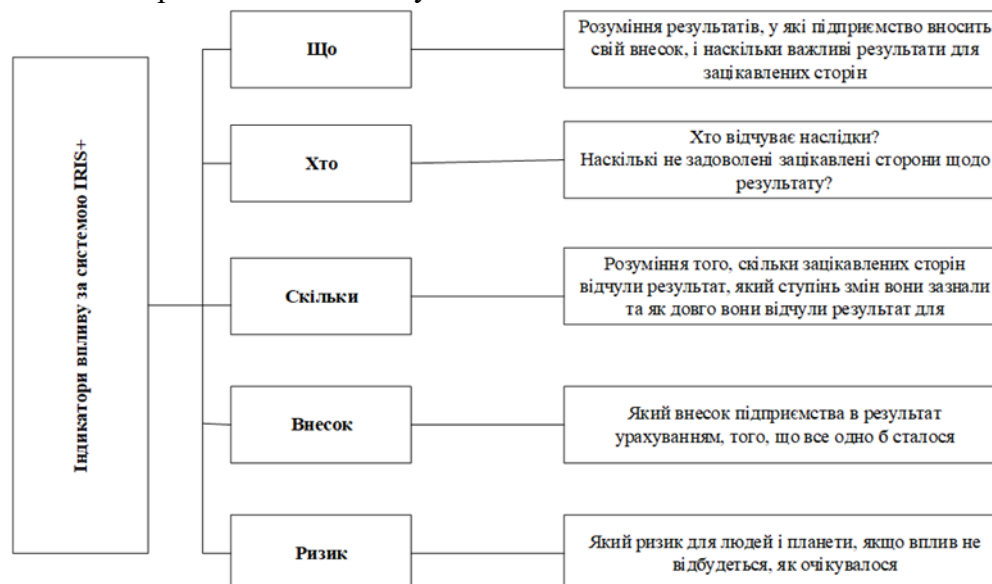 Індикатори впливу за системою IRIS+
Що
Розуміння результатів, у які підприємство вносить
свій внесок, і наскільки важливі результати для
зацікавлених сторін
Хто
Хто відчуває наслідки?
Наскількі не задоволені зацікавлені сторони щодо
результату?
Скільки
Розуміння того, скільки зацікавлених сторін
відчули результат, який ступінь змін вони зазнали
та як довго вони відчули результат для
Внесок
Який внесок підприємства в результат
урахуванням, того, що все одно б сталося
Ризик
Який ризик для людей і планети, якщо вплив не
відбудеться, як очікувалося